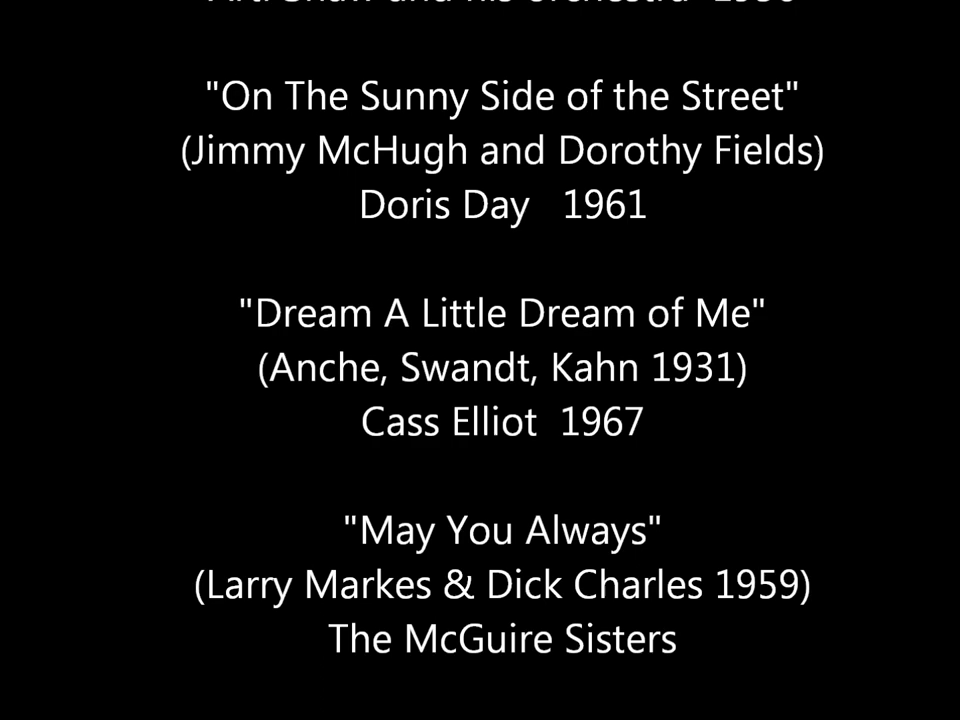 "On The Sunny Side of the Street"
(Jimmy McHugh and Dorothy Fields)
Doris Day   1961
"Dream A Little Dream of Me"
(Anche, Swandt, Kahn 1931)
Cass Elliot  1967
"May You Always"
(Larry Markes & Dick Charles 1959)
The McGuire Sisters